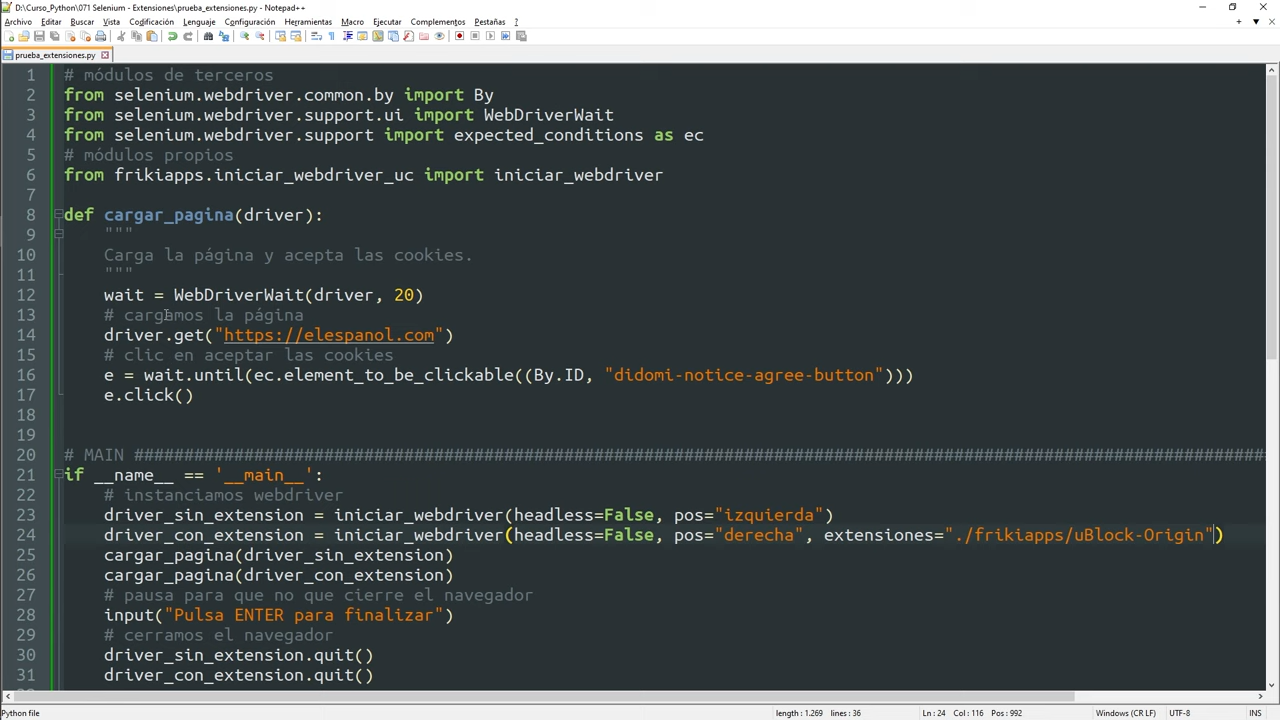 D:\Curso_Python\071 Selenium - Extensiones\prueba_extensiones.py - Notepad++
Archivo Editar Buscar Vista Codificación Lenguaje Configuración Herramientas Macro Ejecutar Complementos Pestañas ?
prueba_extensiones.py
1 # módulos de terceros
2 from selenium.webdriver.common.by import By
3 from selenium.webdriver.support.ui import WebDriverWait
4 from selenium.webdriver.support import expected_conditions as ec
5 # módulos propios
6 from frikiapps.iniciar_webdriver_uc import iniciar_webdriver
7
8 def cargar_pagina(driver):
9 """
10 Carga la página y acepta las cookies.
11 """
12 wait = WebDriverWait(driver, 20)
13 # cargamos la página
14 driver.get("https://elespanol.com")
15 # clic en aceptar las cookies
16 e = wait.until(ec.element_to_be_clickable((By.ID, "didomi-notice-agree-button")))
17 e.click()
18
19
20 # MAIN ##################################################################################################################
21 if __name__ == '__main__':
22 # instanciamos webdriver
23 driver_sin_extension = iniciar_webdriver(headless=False, pos="izquierda")
24 driver_con_extension = iniciar_webdriver(headless=False, pos="derecha", extensiones="./frikiapps/uBlock-Origin")
25 cargar_pagina(driver_sin_extension)
26 cargar_pagina(driver_con_extension)
27 # pausa para que no que cierre el navegador
28 input("Pulsa ENTER para finalizar")
29 # cerramos el navegador
30 driver_sin_extension.quit()
31 driver_con_extension.quit()
Python file length : 1.269 lines : 36 Ln : 24 Col : 116 Pos : 992 Windows (CR LF) UTF-8 INS